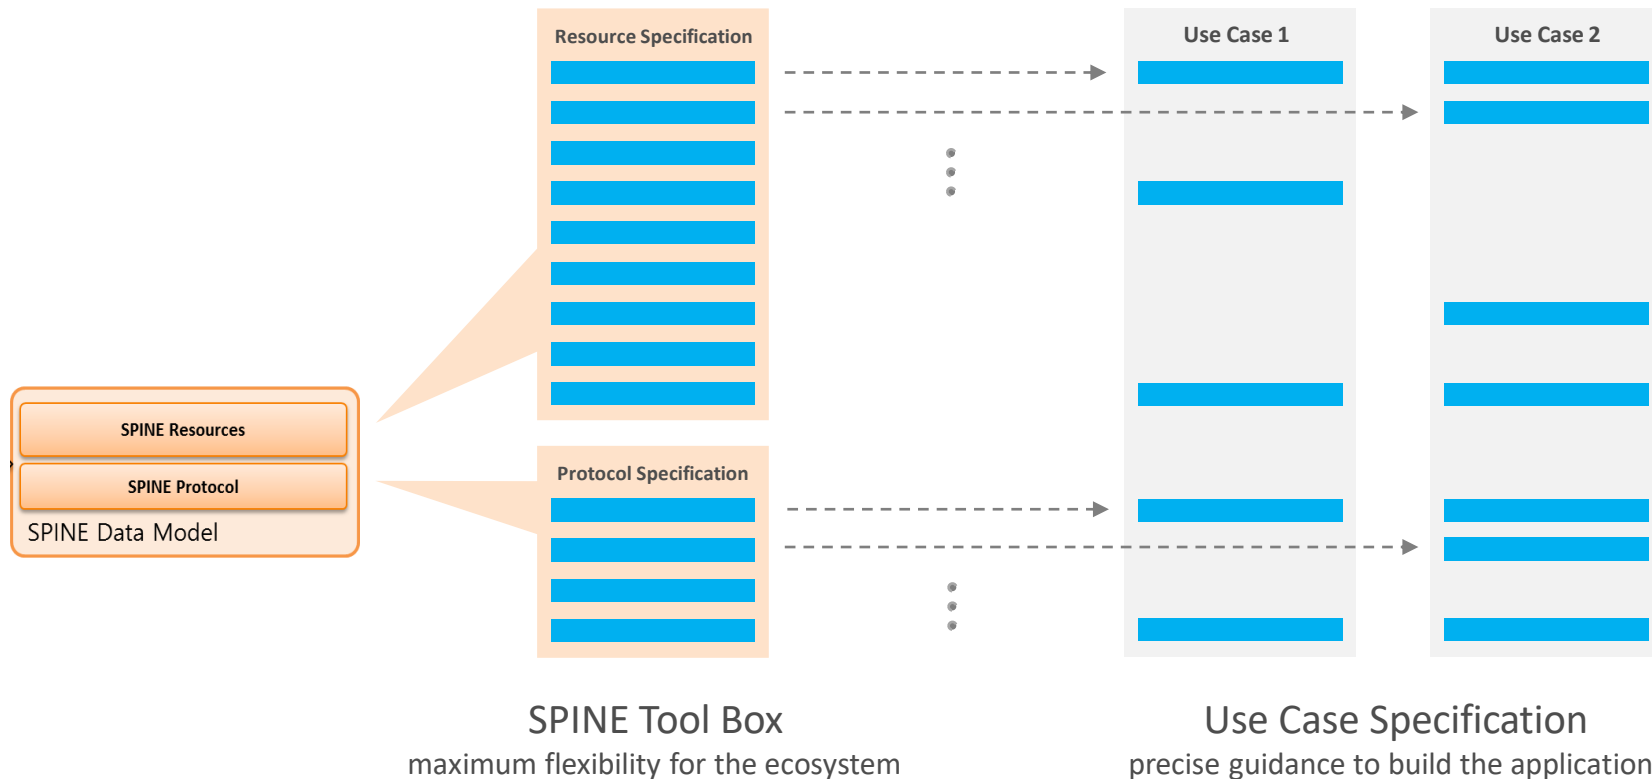 Resource Specification
Use Case 1
Use Case 2
SPINE Resources
SPINE Protocol
SPINE Data Model
Protocol Specification
SPINE Tool Box
maximum flexibility for the ecosystem
Use Case Specification
precise guidance to build the application